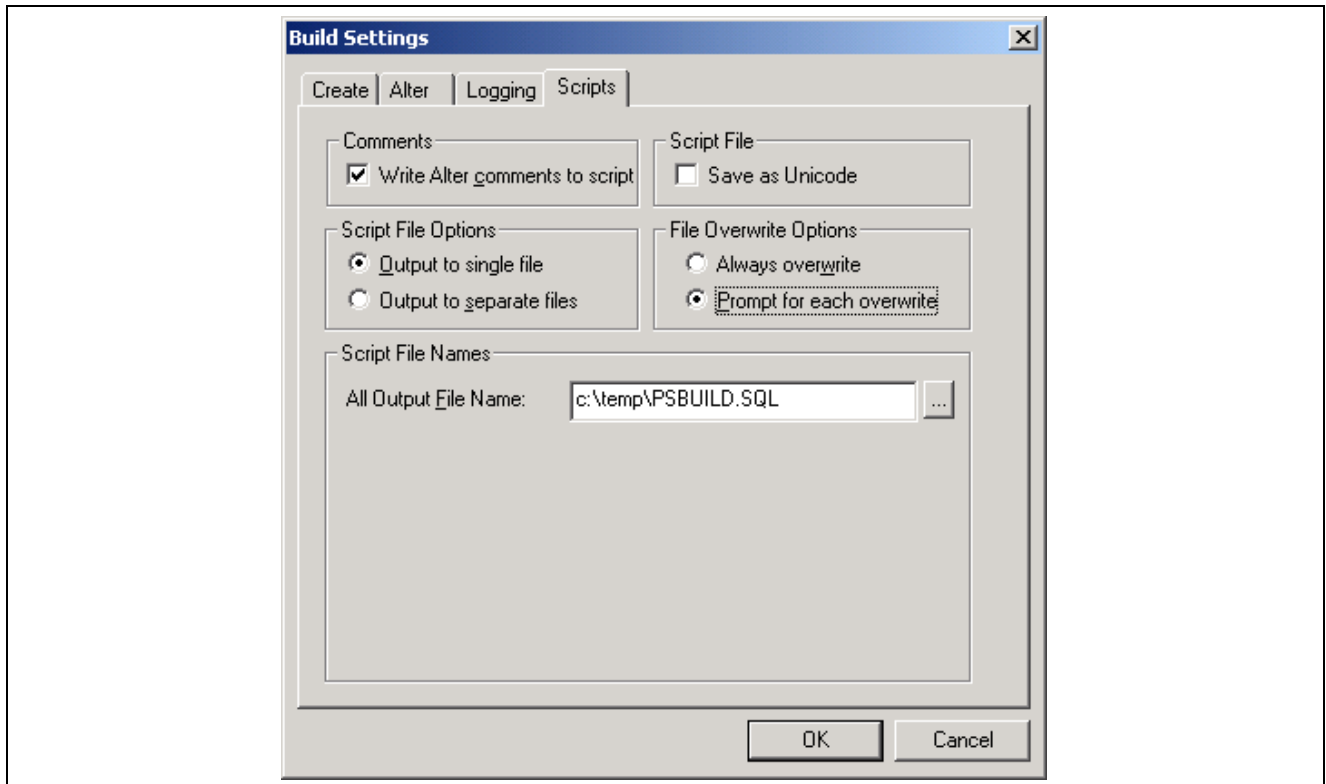 Build Settings
Create Alter Logging Scripts
Comments
Write Alter comments to script
Script File
Save as Unicode
Script File Options
Output to single file
Output to separate files
File Overwrite Options
Always overwrite
Prompt for each overwrite
Script File Names
All Output File Name: c:\temp\PSBUILD.SQL ...
OK Cancel